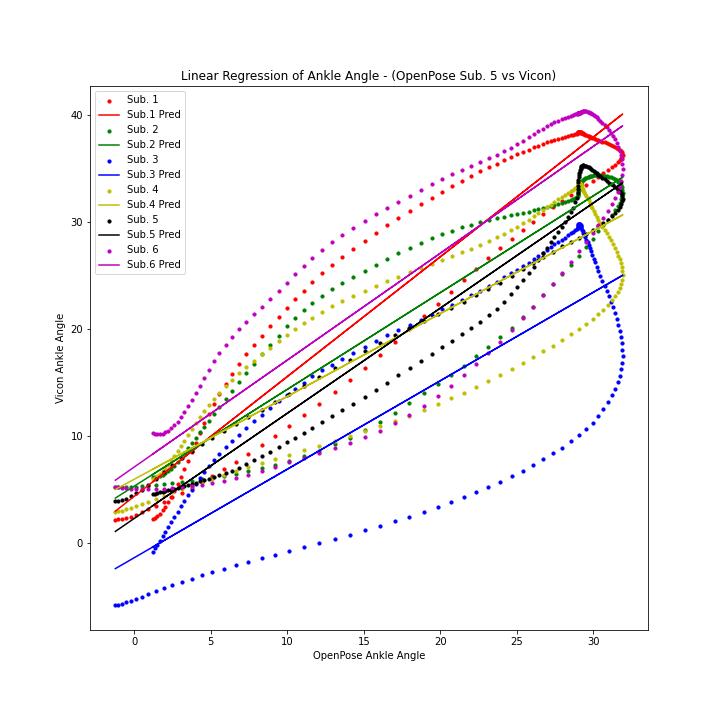 Linear Regression of Ankle Angle - (OpenPose Sub. 5 vs Vicon)
Sub. 1
Sub.1 Pred
Sub. 2
Sub.2 Pred
Sub. 3
Sub.3 Pred
Sub. 4
Sub.4 Pred
Sub. 5
Sub.5 Pred
Sub. 6
Sub.6 Pred
40
30
20
10
0
Vicon Ankle Angle
0 5 10 15 20 25 30
OpenPose Ankle Angle